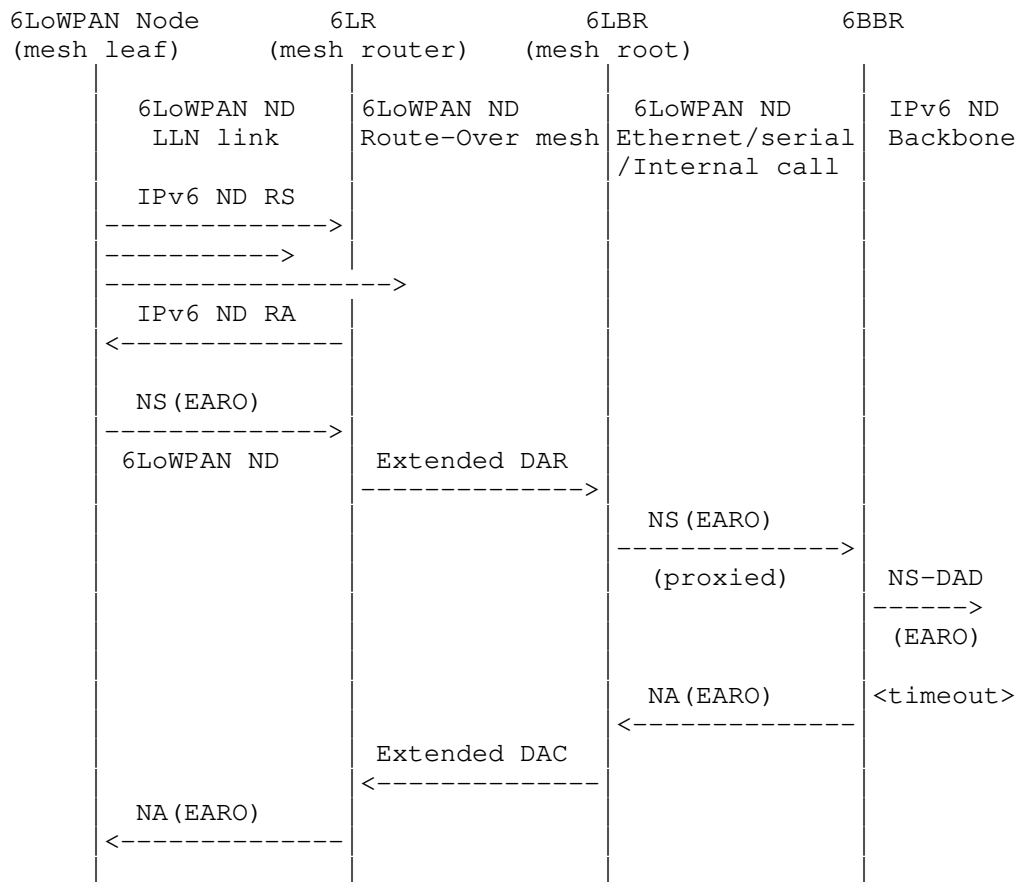 6LoWPAN Node 6LR 6LBR 6BBR
(mesh leaf) (mesh router) (mesh root)
6LoWPAN ND 6LoWPAN ND 6LoWPAN ND IPv6 ND
LLN link Route-Over mesh Ethernet/serial Backbone
/Internal call
IPv6 ND RS
IPv6 ND RA
NS(EARO)
6LoWPAN ND Extended DAR
NS(EARO)
(proxied) NS-DAD
(EARO)
NA(EARO) <timeout>
Extended DAC
NA(EARO)